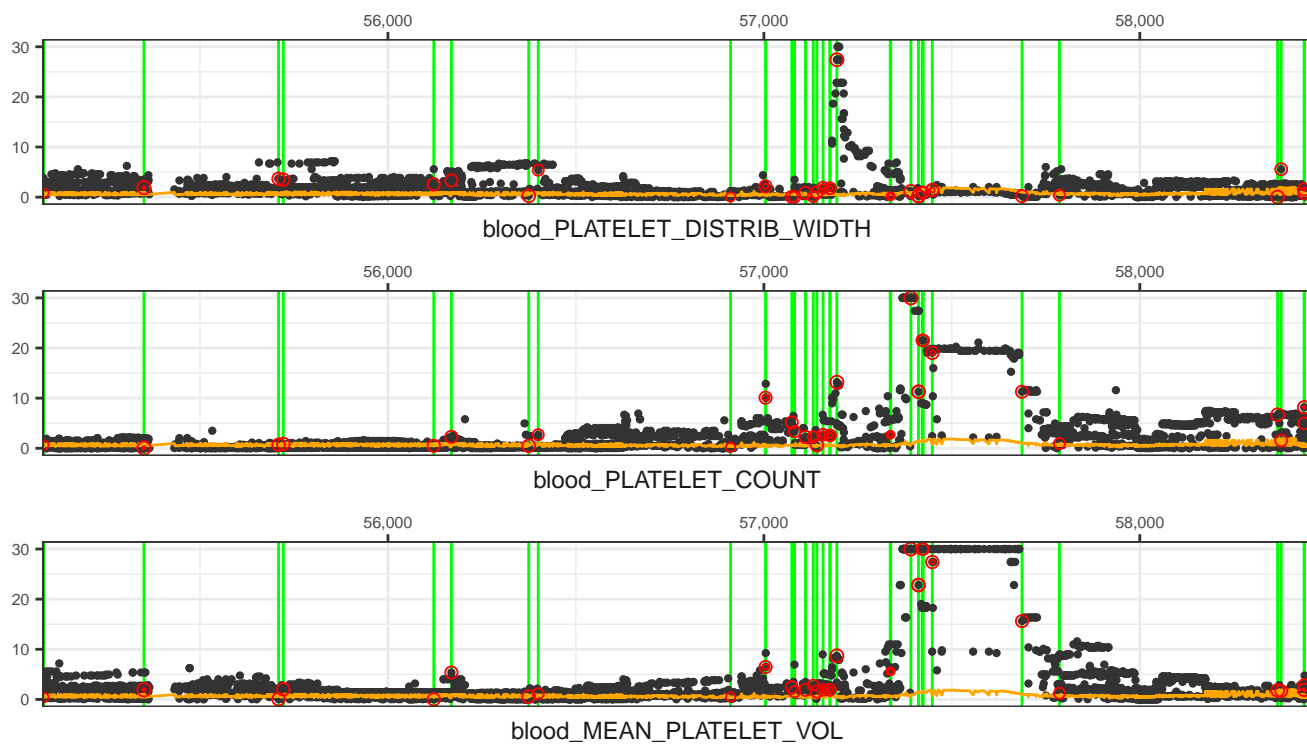 56,000 57,000 58,000
30
20
10
0
blood_PLATELET_DISTRIB_WIDTH
56,000 57,000 58,000
30
20
10
0
blood_PLATELET_COUNT
56,000 57,000 58,000
30
20
10
0
blood_MEAN_PLATELET_VOL